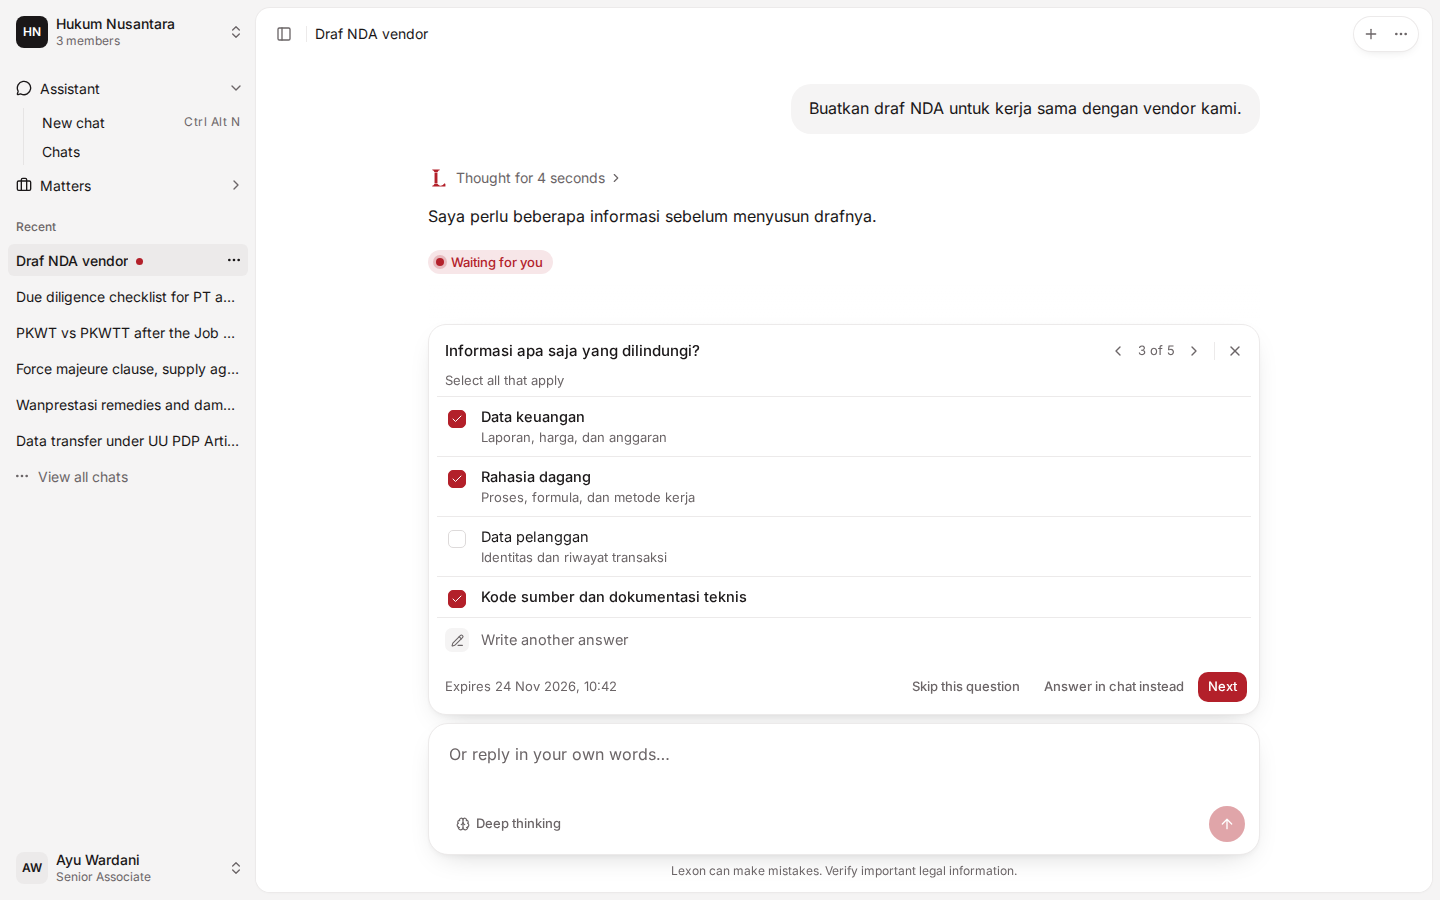 HN
Hukum Nusantara
3 members
Assistant
New chat
Ctrl Alt N
Chats
Matters
Recent
Draf NDA vendor
Due diligence checklist for PT a...
PKWT vs PKWTT after the Job ...
Force majeure clause, supply ag...
Wanprestasi remedies and dam...
Data transfer under UU PDP Arti...
View all chats
AW
Ayu Wardani
Senior Associate
Draf NDA vendor
Buatkan draf NDA untuk kerja sama dengan vendor kami.
L Thought for 4 seconds
Saya perlu beberapa informasi sebelum menyusun drafnya.
Waiting for you
Informasi apa saja yang dilindungi?
3 of 5
Select all that apply
Data keuangan
Laporan, harga, dan anggaran
Rahasia dagang
Proses, formula, dan metode kerja
Data pelanggan
Identitas dan riwayat transaksi
Kode sumber dan dokumentasi teknis
Write another answer
Expires 24 Nov 2026, 10:42
Skip this question
Answer in chat instead
Next
Or reply in your own words...
Deep thinking
Lexon can make mistakes. Verify important legal information.